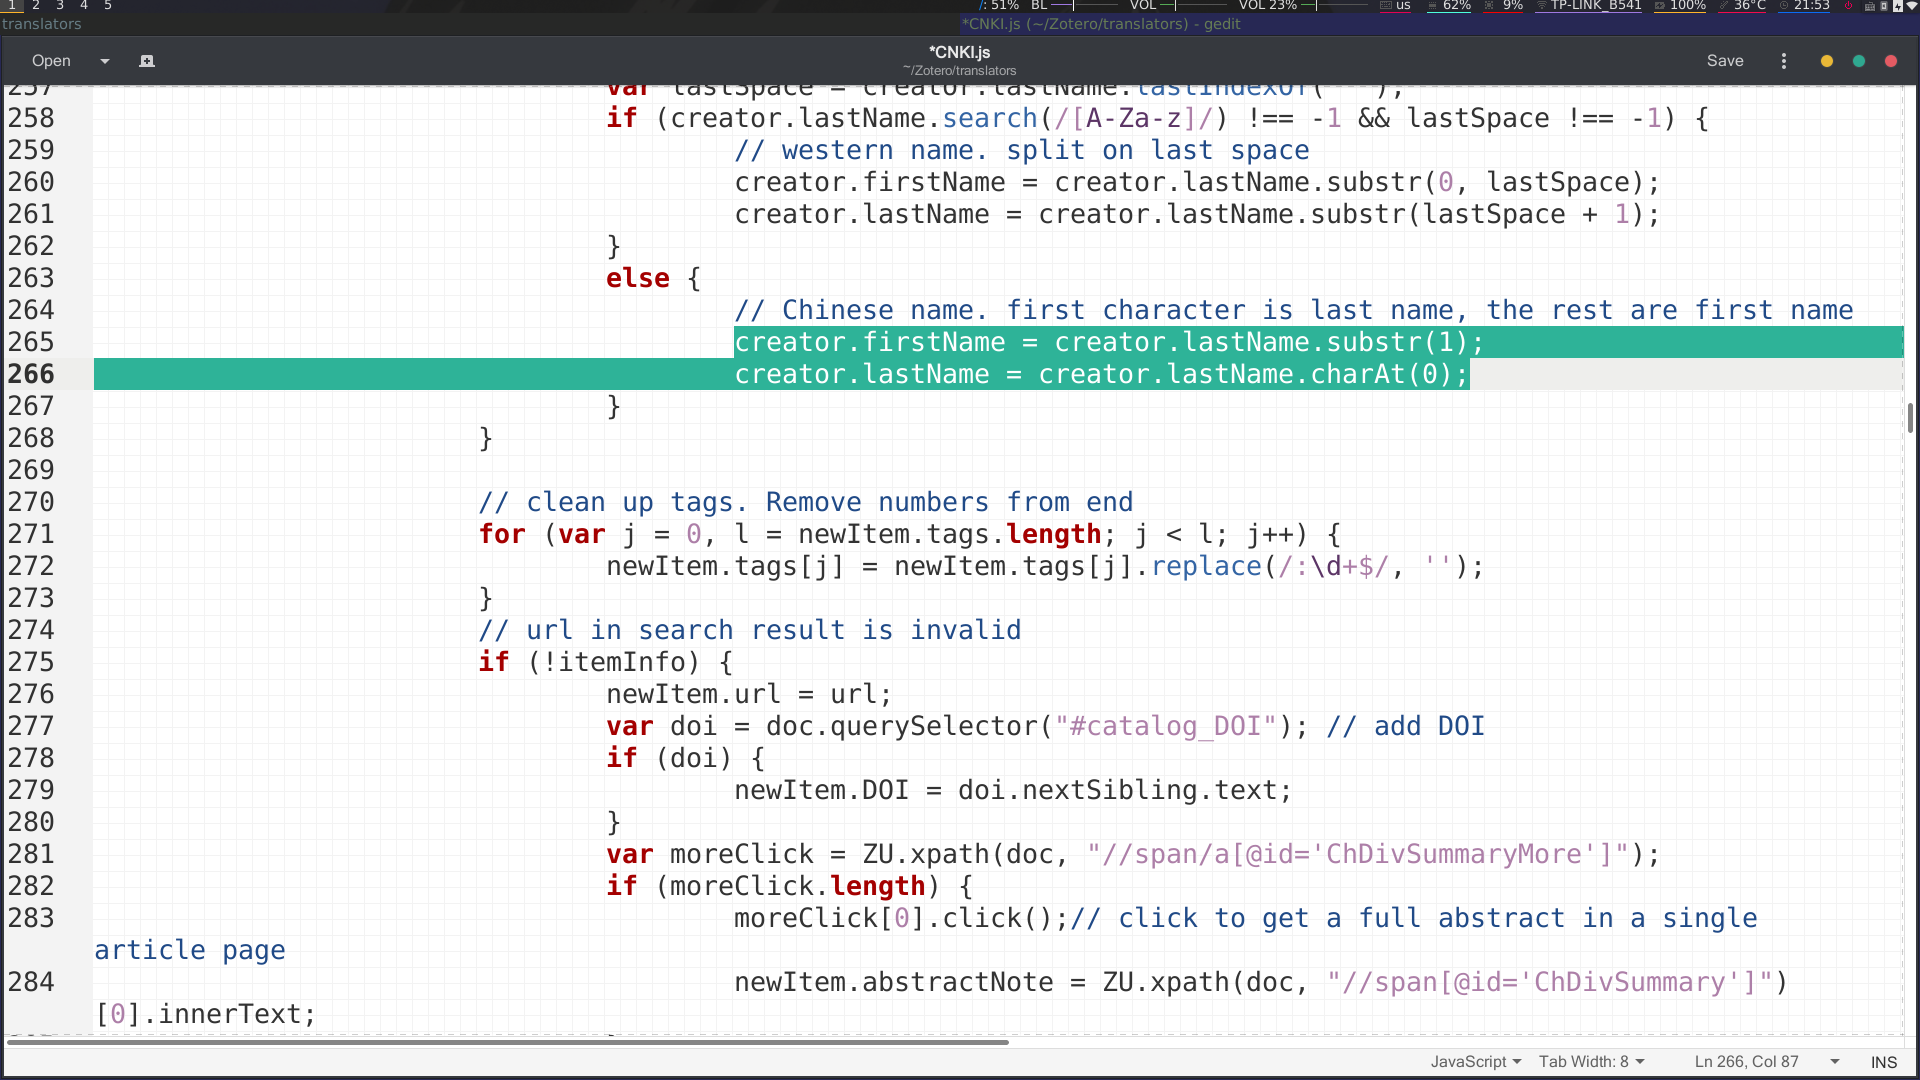 1 2 3 4 5
/: 51% BL VOL VOL 23% us 62% 9% TP-LINK_B541 100% 36°C 21:53
translators
*CNKI.js (~/Zotero/translators) - gedit
Open
*CNKI.js
~/Zotero/translators
Save
257 var lastSpace = creator.lastName.lastIndexOf(' ');
258 if (creator.lastName.search(/[A-Za-z]/) !== -1 && lastSpace !== -1) {
259 // western name. split on last space
260 creator.firstName = creator.lastName.substr(0, lastSpace);
261 creator.lastName = creator.lastName.substr(lastSpace + 1);
262 }
263 else {
264 // Chinese name. first character is last name, the rest are first name
265 creator.firstName = creator.lastName.substr(1);
266 creator.lastName = creator.lastName.charAt(0);
267 }
268 }
269
270 // clean up tags. Remove numbers from end
271 for (var j = 0, l = newItem.tags.length; j < l; j++) {
272 newItem.tags[j] = newItem.tags[j].replace(/:\d+$/, '');
273 }
274 // url in search result is invalid
275 if (!itemInfo) {
276 newItem.url = url;
277 var doi = doc.querySelector("#catalog_DOI"); // add DOI
278 if (doi) {
279 newItem.DOI = doi.nextSibling.text;
280 }
281 var moreClick = ZU.xpath(doc, "//span/a[@id='ChDivSummaryMore']");
282 if (moreClick.length) {
283 moreClick[0].click();// click to get a full abstract in a single
article page
284 newItem.abstractNote = ZU.xpath(doc, "//span[@id='ChDivSummary']")
[0].innerText;
JavaScript Tab Width: 8 Ln 266, Col 87 INS